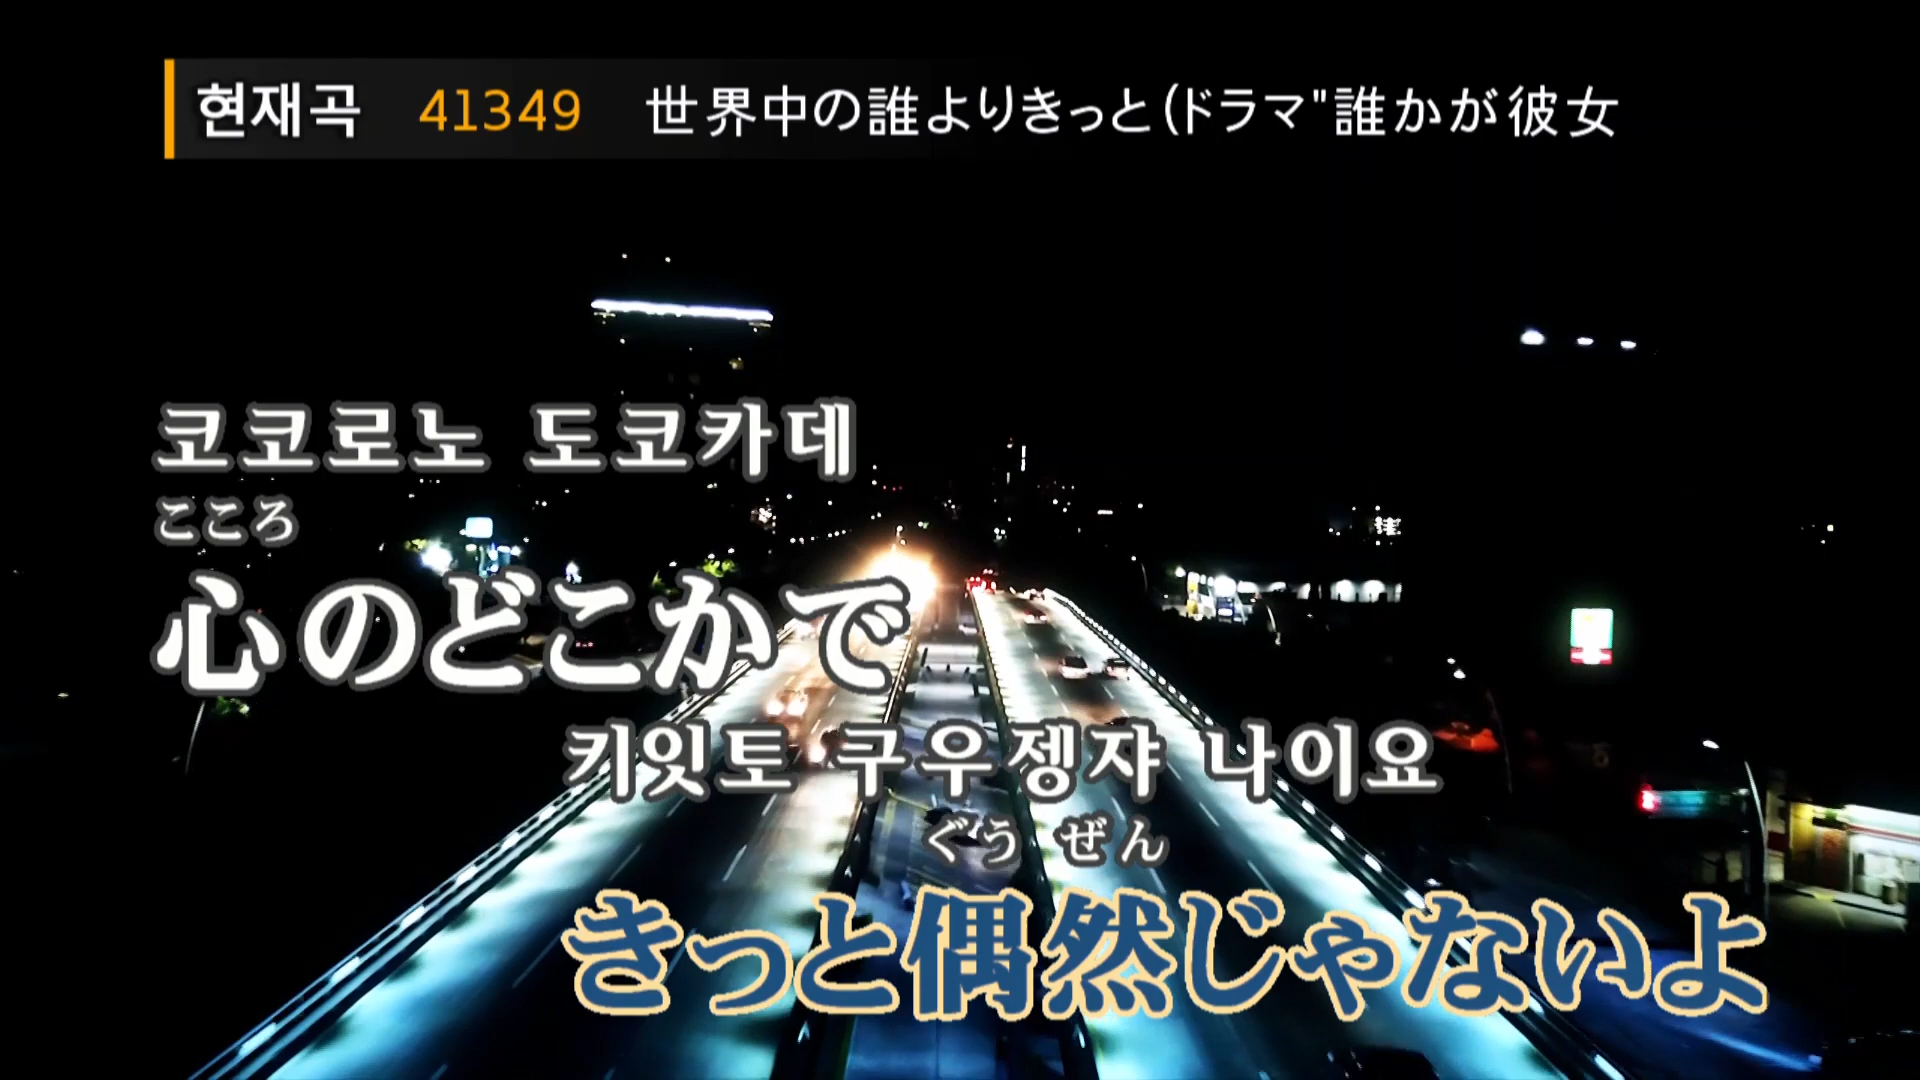 현재곡 41349 世界中の誰よりきっと(ドラマ"誰かが彼女
코코로노 도코카데
こころ
心のどこかで
키잇토 구우젱쟈 나이요
ぐう ぜん
きっと偶然じゃないよ